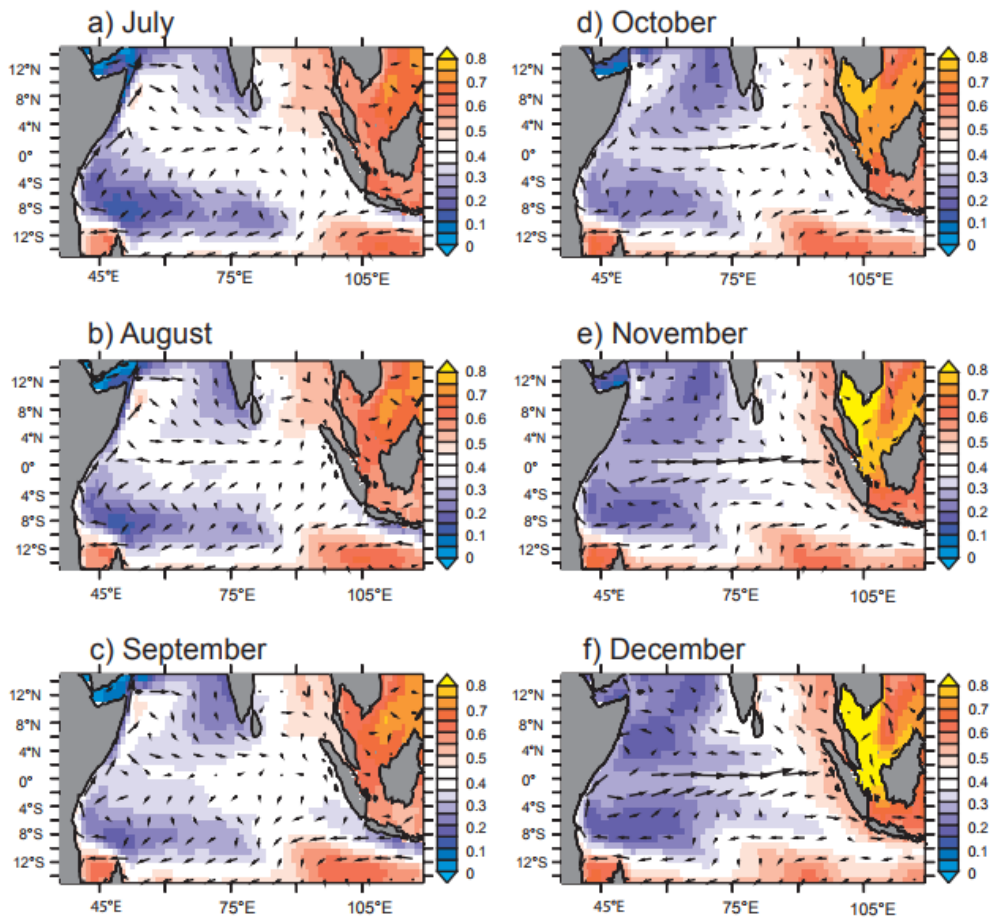 a) July
12°N
8°N
4°N
0°
4°S
8°S
12°S
45°E
75°E
105°E
0.8
0.7
0.6
0.5
0.4
0.3
0.2
0.1
0
b) August
12°N
8°N
4°N
0°
4°S
8°S
12°S
45°E
75°E
105°E
0.8
0.7
0.6
0.5
0.4
0.3
0.2
0.1
0
c) September
12°N
8°N
4°N
0°
4°S
8°S
12°S
45°E
75°E
105°E
0.8
0.7
0.6
0.5
0.4
0.3
0.2
0.1
0
d) October
12°N
8°N
4°N
0°
4°S
8°S
12°S
45°E
75°E
105°E
0.8
0.7
0.6
0.5
0.4
0.3
0.2
0.1
0
e) November
12°N
8°N
4°N
0°
4°S
8°S
12°S
45°E
75°E
105°E
0.8
0.7
0.6
0.5
0.4
0.3
0.2
0.1
0
f) December
12°N
8°N
4°N
0°
4°S
8°S
12°S
45°E
75°E
105°E
0.8
0.7
0.6
0.5
0.4
0.3
0.2
0.1
0